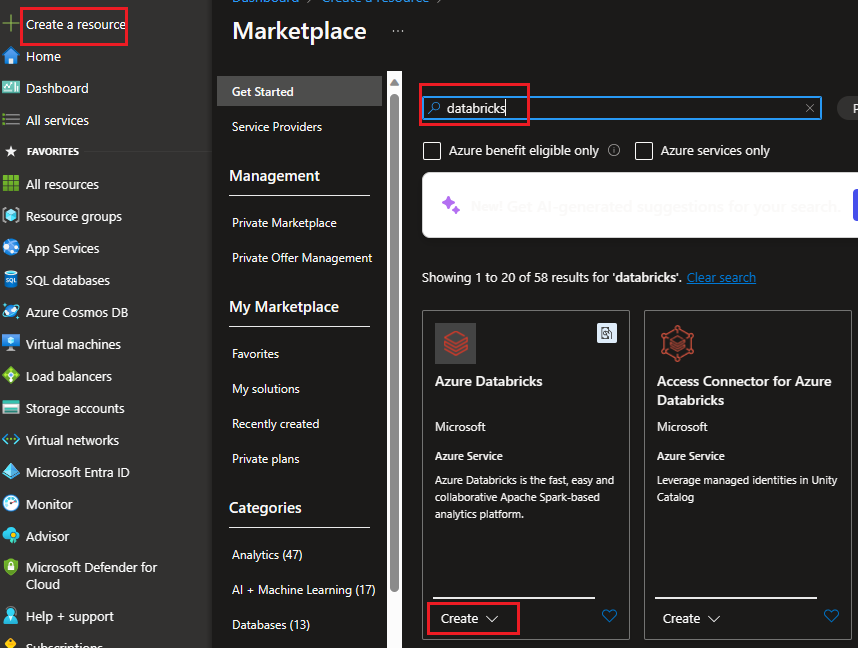 Create a resource
Home
Dashboard
All services
FAVORITES
All resources
Resource groups
App Services
SQL databases
Azure Cosmos DB
Virtual machines
Load balancers
Storage accounts
Virtual networks
Microsoft Entra ID
Monitor
Advisor
Microsoft Defender for
Cloud
Help + support
Subscriptions
Dashboard > Create a resource >
Marketplace ...
Get Started
Service Providers
Management
Private Marketplace
Private Offer Management
My Marketplace
Favorites
My solutions
Recently created
Private plans
Categories
Analytics (47)
AI + Machine Learning (17)
Databases (13)
databricks
Azure benefit eligible only
Azure services only
New! Get AI-generated suggestions for your search.
Showing 1 to 20 of 58 results for 'databricks'. Clear search
Azure Databricks
Microsoft
Azure Service
Azure Databricks is the fast, easy and
collaborative Apache Spark-based
analytics platform.
Create
Access Connector for Azure
Databricks
Microsoft
Azure Service
Leverage managed identities in Unity
Catalog
Create